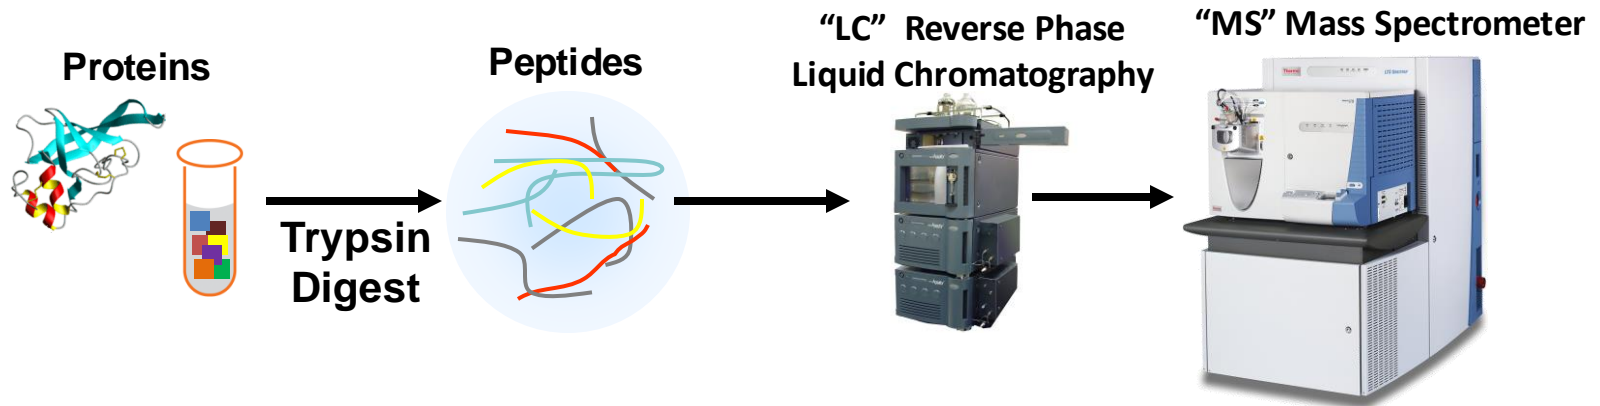 Proteins
Trypsin
Digest
Peptides
“LC” Reverse Phase
Liquid Chromatography
“MS” Mass Spectrometer